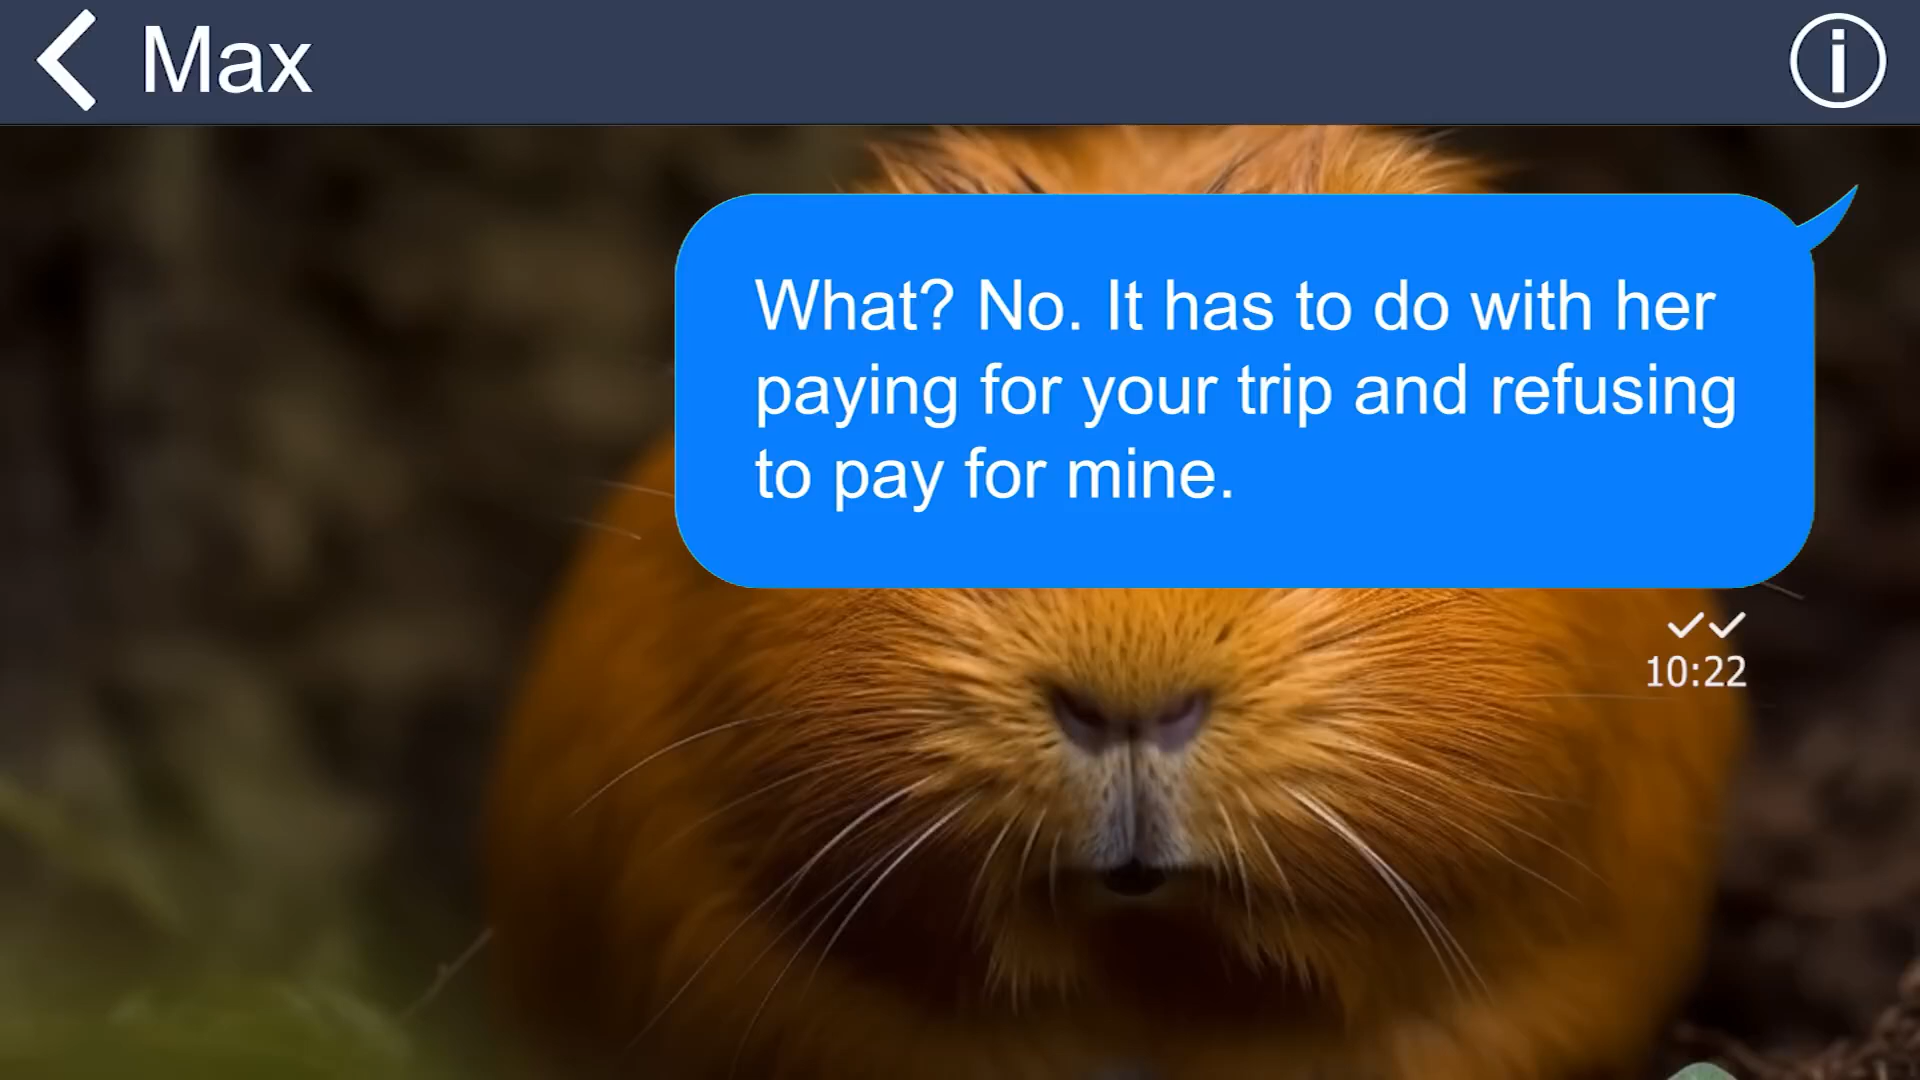 Max
What? No. It has to do with her
paying for your trip and refusing
to pay for mine.
10:22